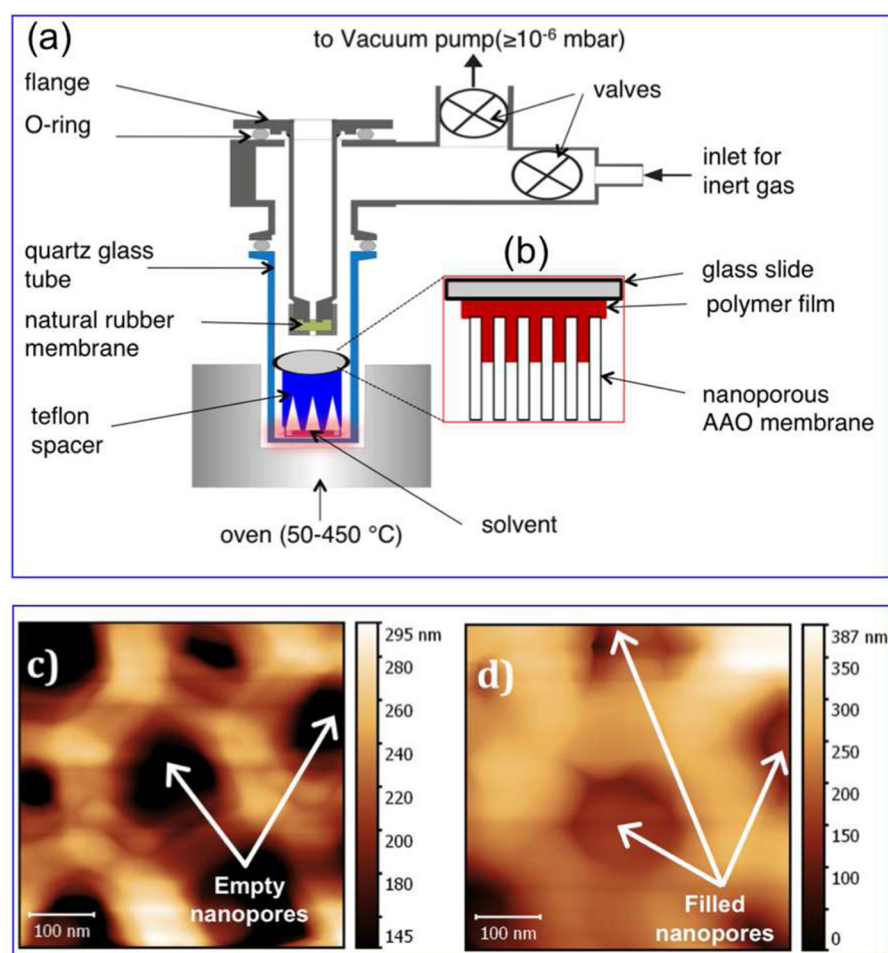 (a)
to Vacuum pump(≥10⁻⁶ mbar)
flange
O-ring
valves
inlet for
inert gas
quartz glass
tube
(b)
glass slide
polymer film
natural rubber
membrane
nanoporous
AAO membrane
teflon
spacer
solvent
oven (50-450 °C)
c)
295 nm
280
260
240
220
200
180
145
Empty
nanopores
100 nm
d)
387 nm
350
300
250
200
150
100
0
Filled
nanopores
100 nm